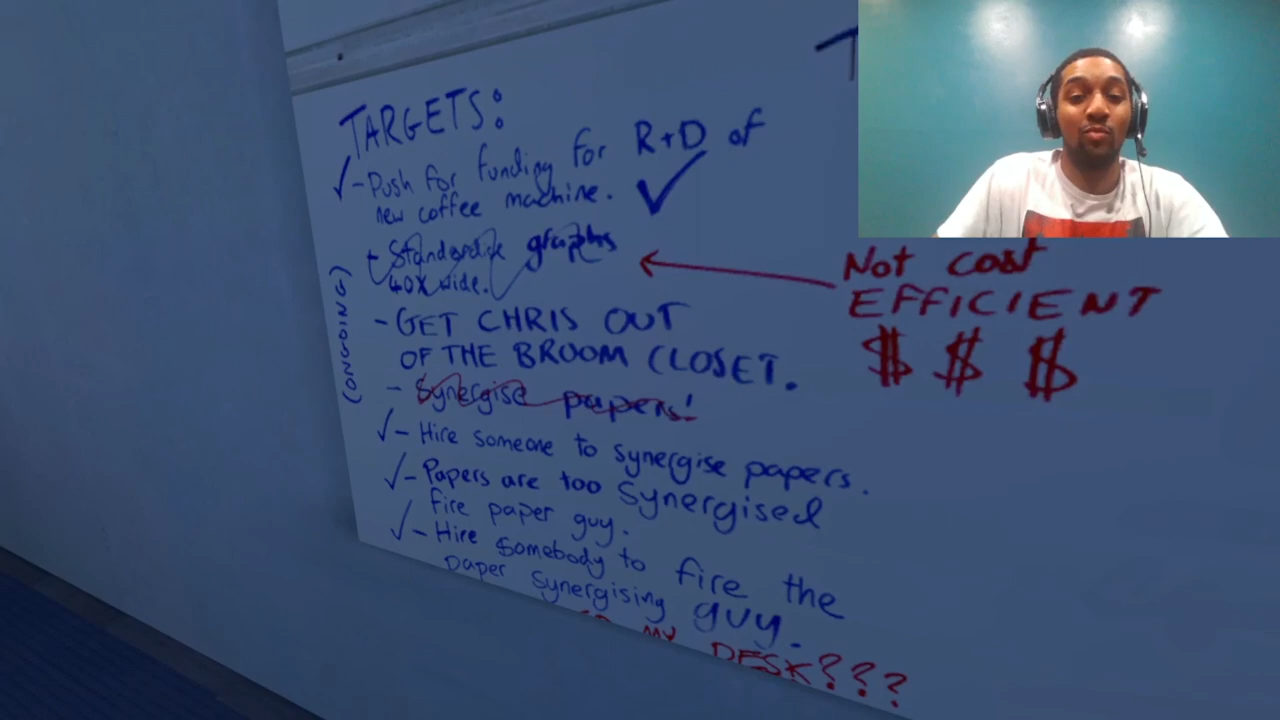 TARGETS:
✓ - Push for funding for R+D of
new coffee machine. ✓
- Standardize graphs
40x wide.
Not cost
EFFICIENT
$ $ $
(ONGOING)
- GET CHRIS OUT
OF THE BROOM CLOSET.
- Synergise papers!
✓ - Hire someone to synergise papers.
✓ - Papers are too Synergised
fire paper guy.
✓ - Hire somebody to fire the
paper synergising guy.
MY DESK???